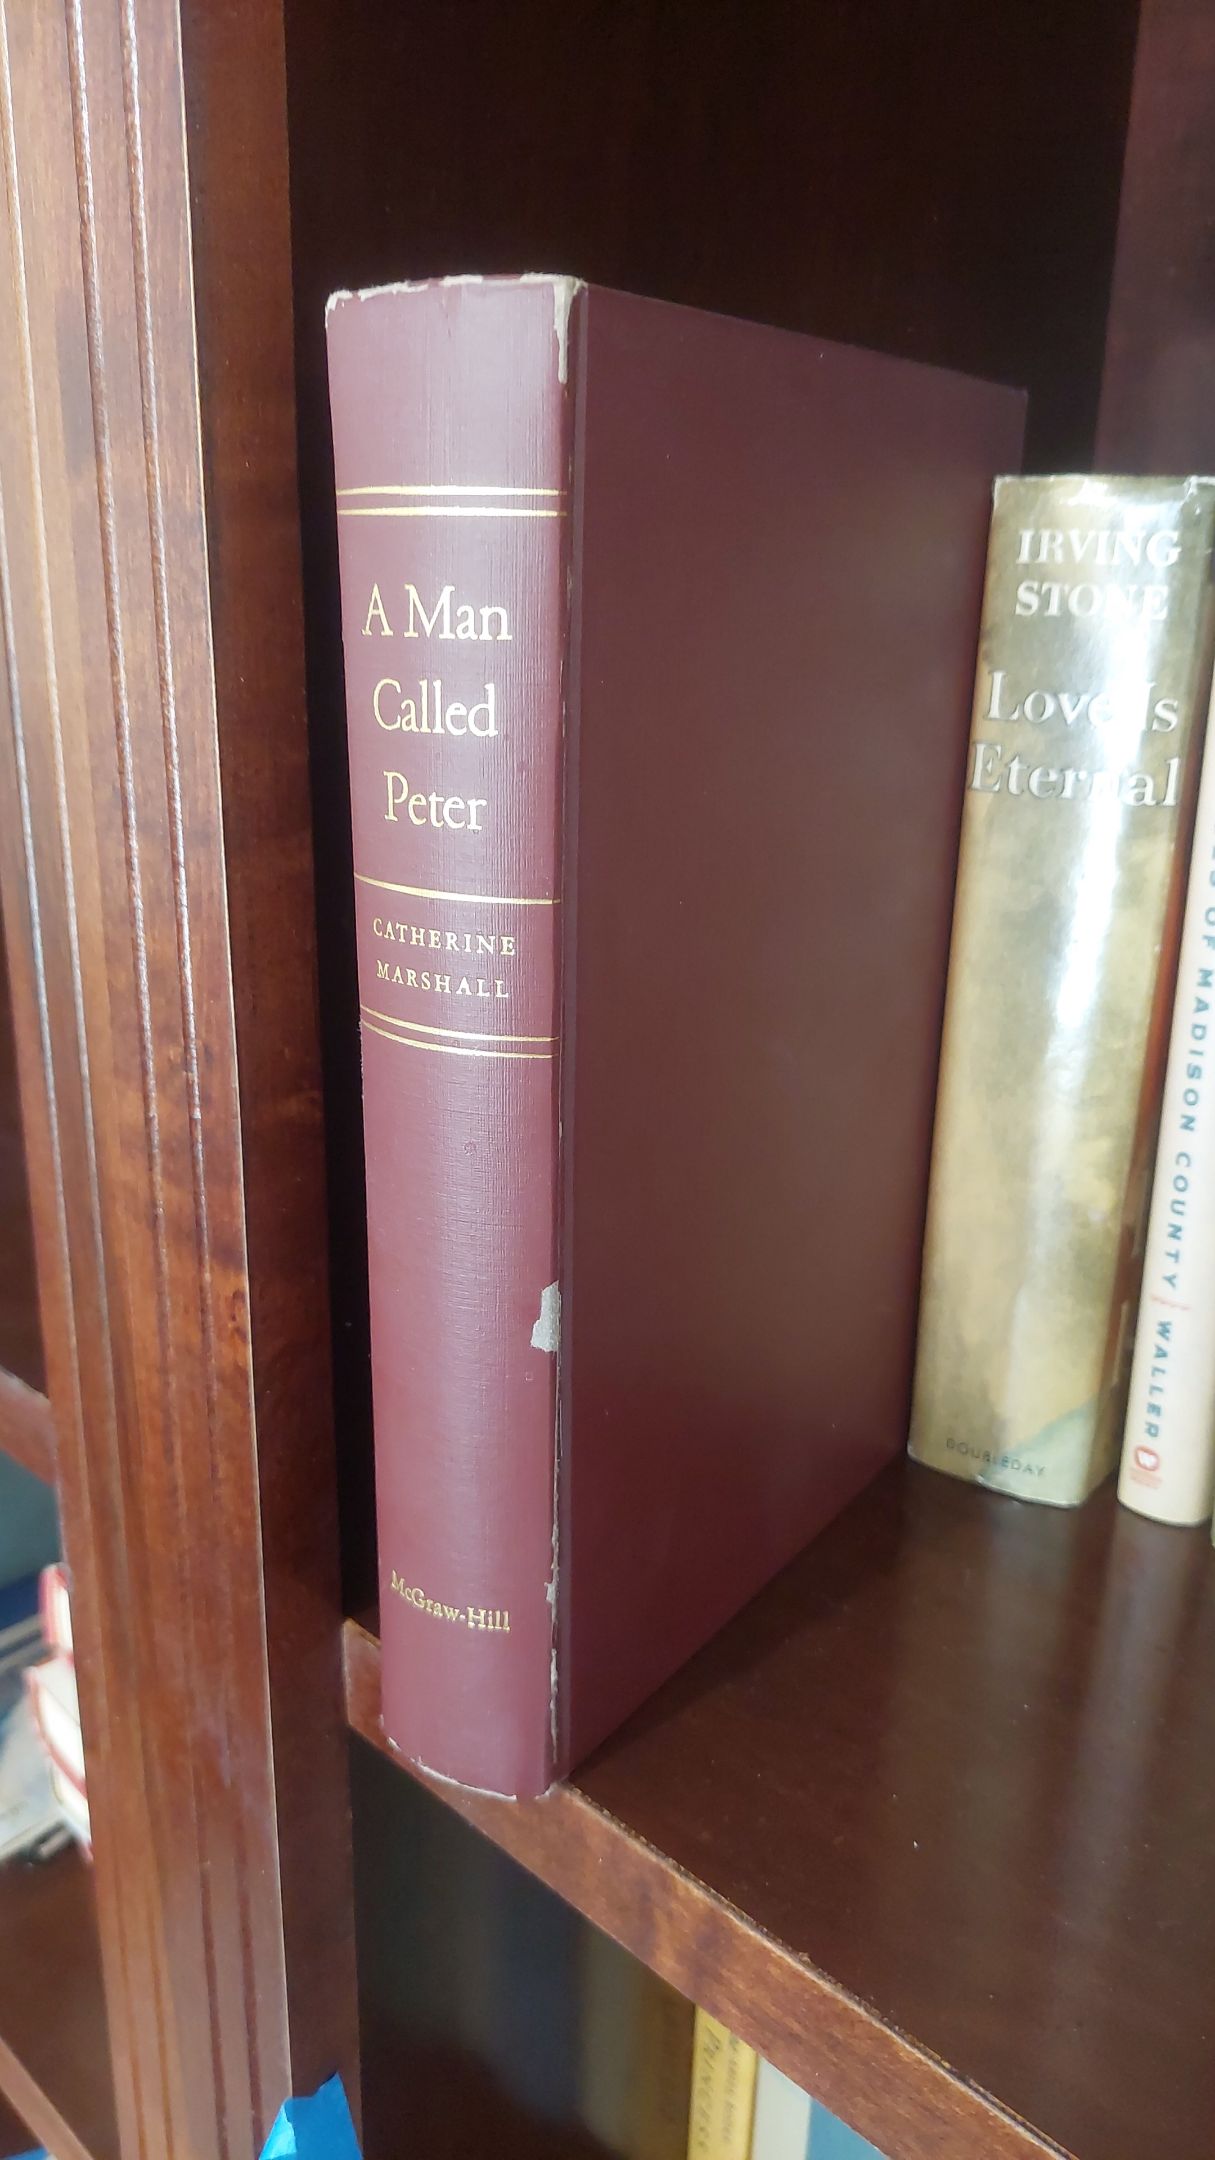 A Man
Called
Peter
CATHERINE
MARSHALL
McGraw-Hill
IRVING
STONE
Love Is
Eternal
DOUBLEDAY
OF MADISON COUNTY WALLER